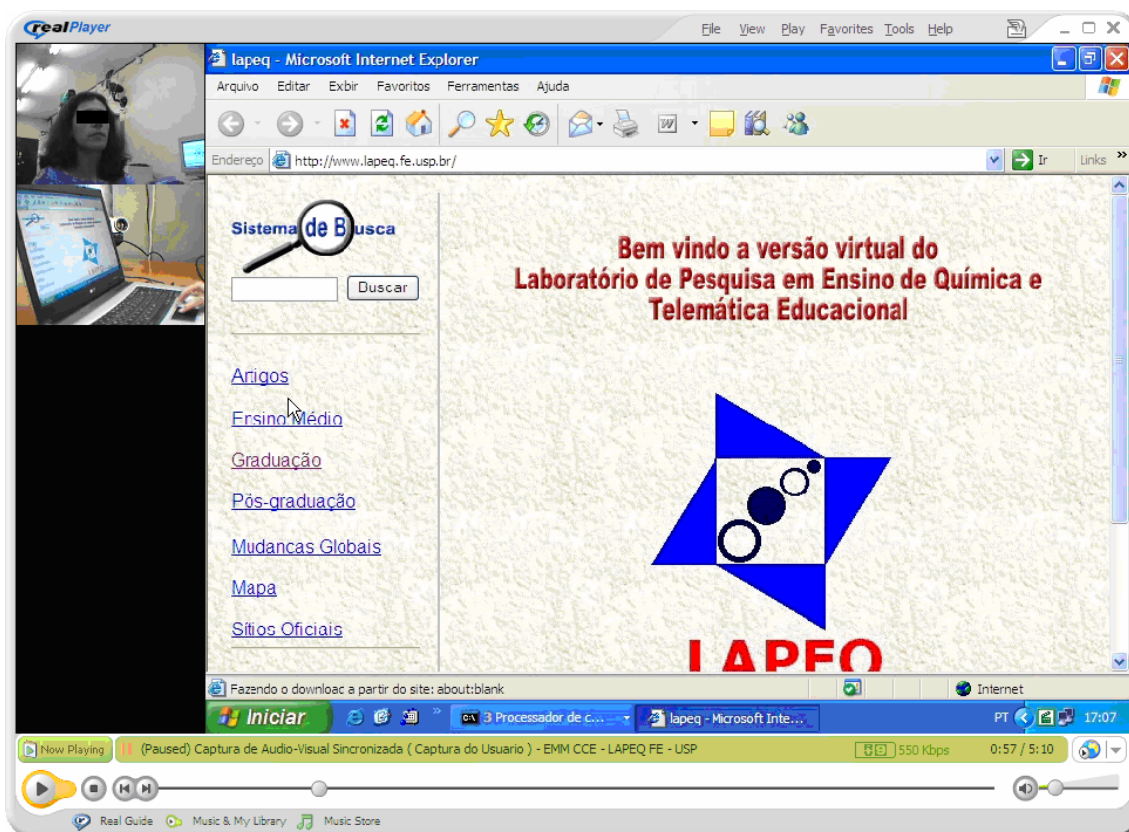 realPlayer
File View Play Favorites Tools Help
lapeq - Microsoft Internet Explorer
Arquivo Editar Exbir Favoritos Ferramentas Ajuda
Endereço http://www.lapeq.fe.usp.br/ Ir Links »
Sistema de Busca
Buscar
Bem vindo a versão virtual do
Laboratório de Pesquisa em Ensino de Química e
Telemática Educacional
Artigos
Ensino Médio
Graduação
Pós-graduação
Mudancas Globais
Mapa
Sítios Oficiais
LAPEQ
Fazendo o downloac a partir do site: about:blank Internet
Iniciar » 3 Processador de c... lapeq - Microsoft Inte... PT 17:07
Now Playing (Paused) Captura de Audio-Visual Sincronizada ( Captura do Usuario ) - EMM CCE - LAPEQ FE - USP 550 Kbps 0:57 / 5:10
Real Guide Music & My Library Music Store